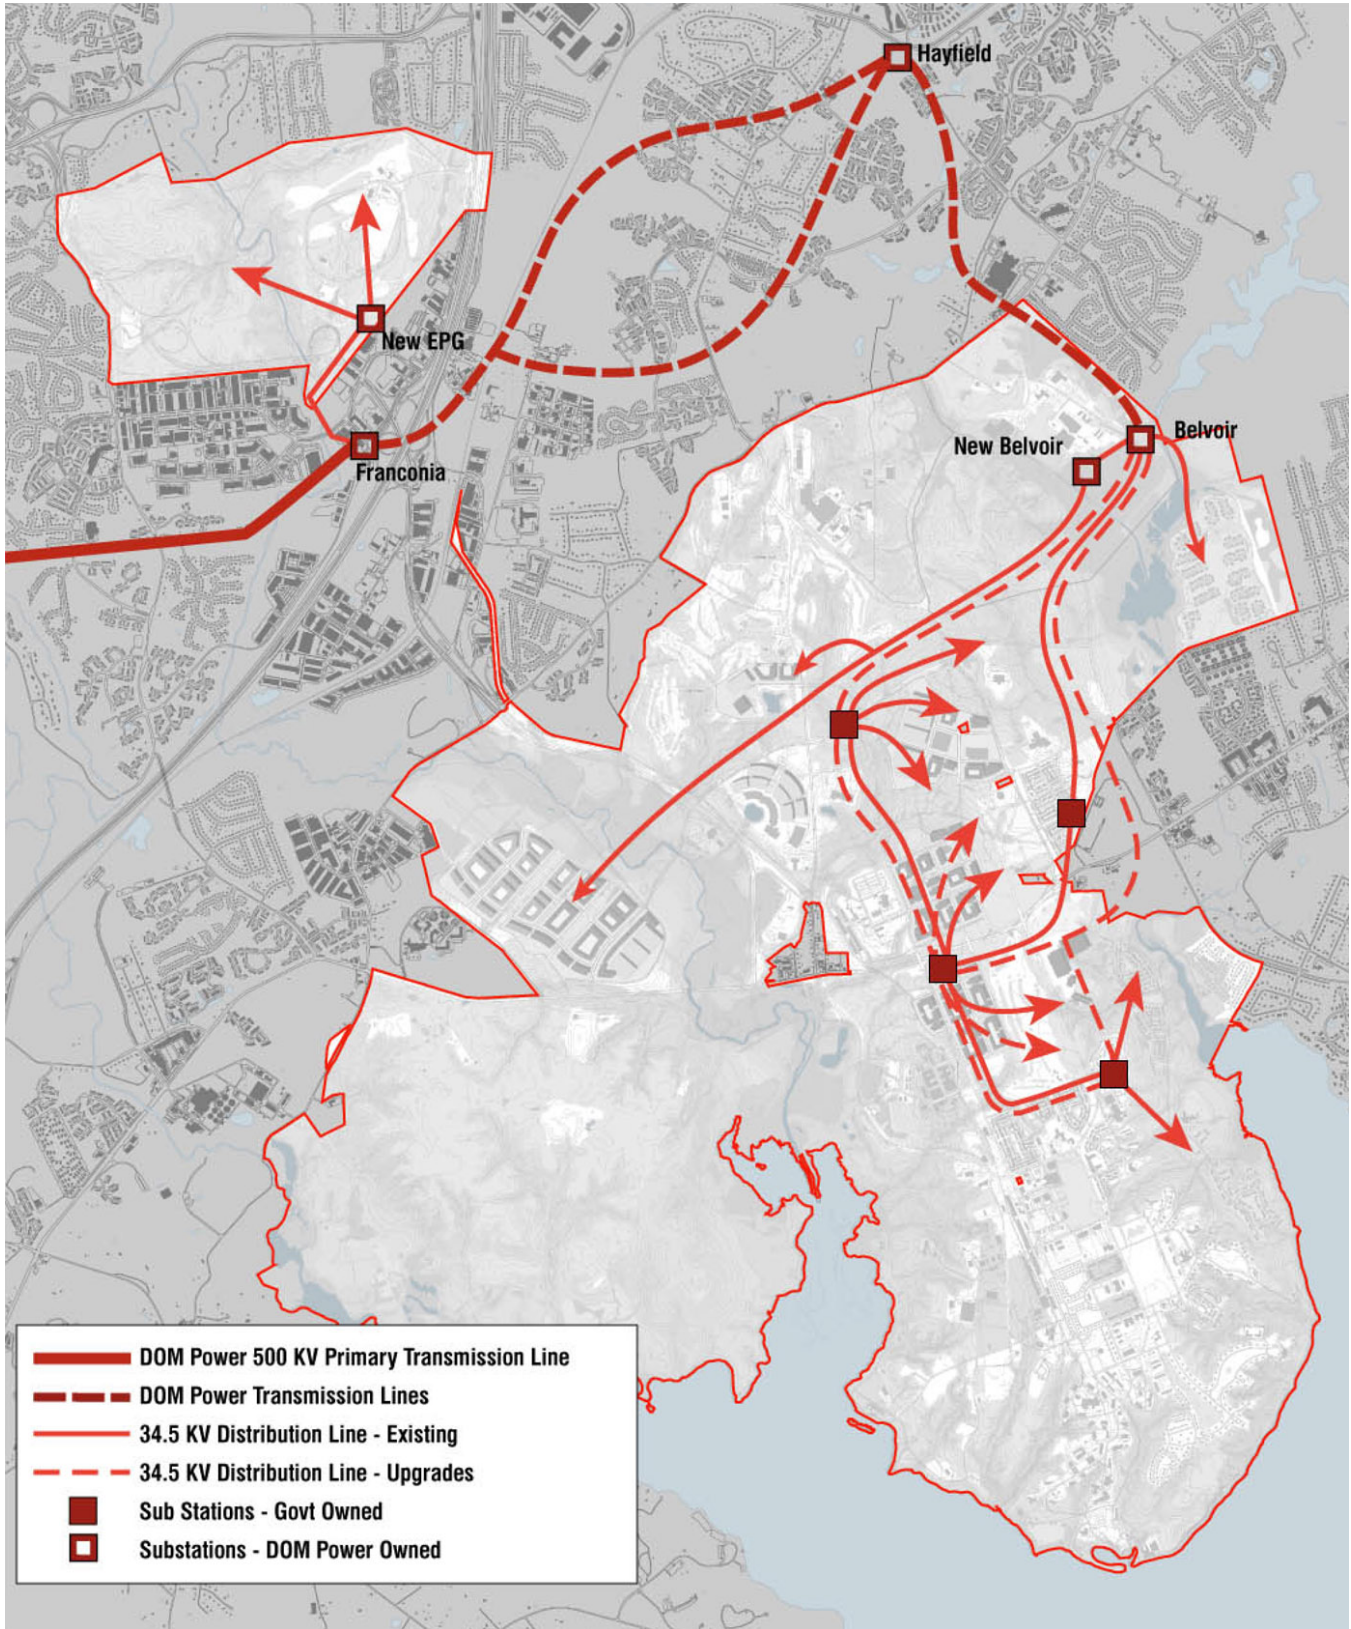 Hayfield
New EPG
Belvoir
New Belvoir
Franconia
DOM Power 500 KV Primary Transmission Line
DOM Power Transmission Lines
34.5 KV Distribution Line - Existing
34.5 KV Distribution Line - Upgrades
Sub Stations - Govt Owned
Substations - DOM Power Owned